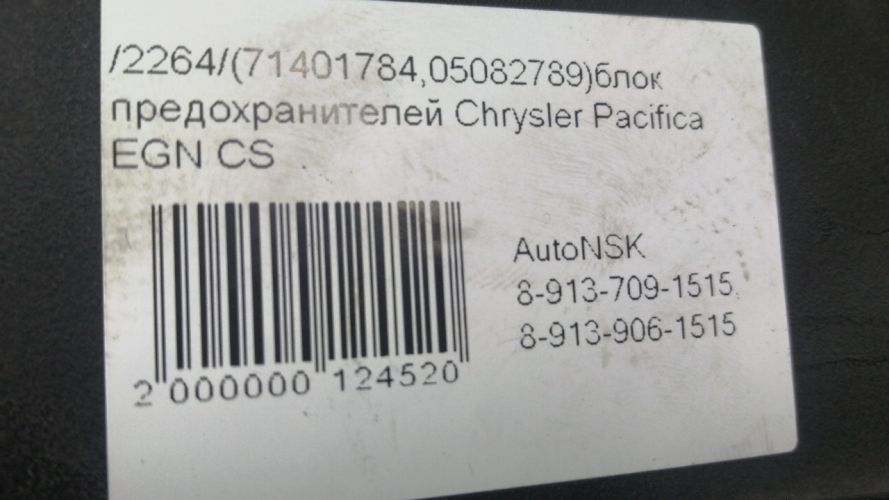 /2264/(71401784,05082789)блок
предохранителей Chrysler Pacifica
EGN CS
AutoNSK
8-913-709-1515,
8-913-906-1515
2 000000 124520